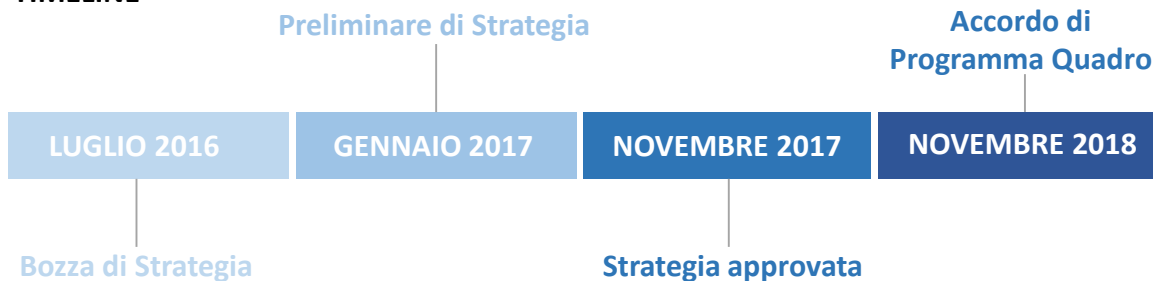 TIMELINE
Preliminare di Strategia
Accordo di
Programma Quadro
LUGLIO 2016
GENNAIO 2017
NOVEMBRE 2017
NOVEMBRE 2018
Bozza di Strategia
Strategia approvata